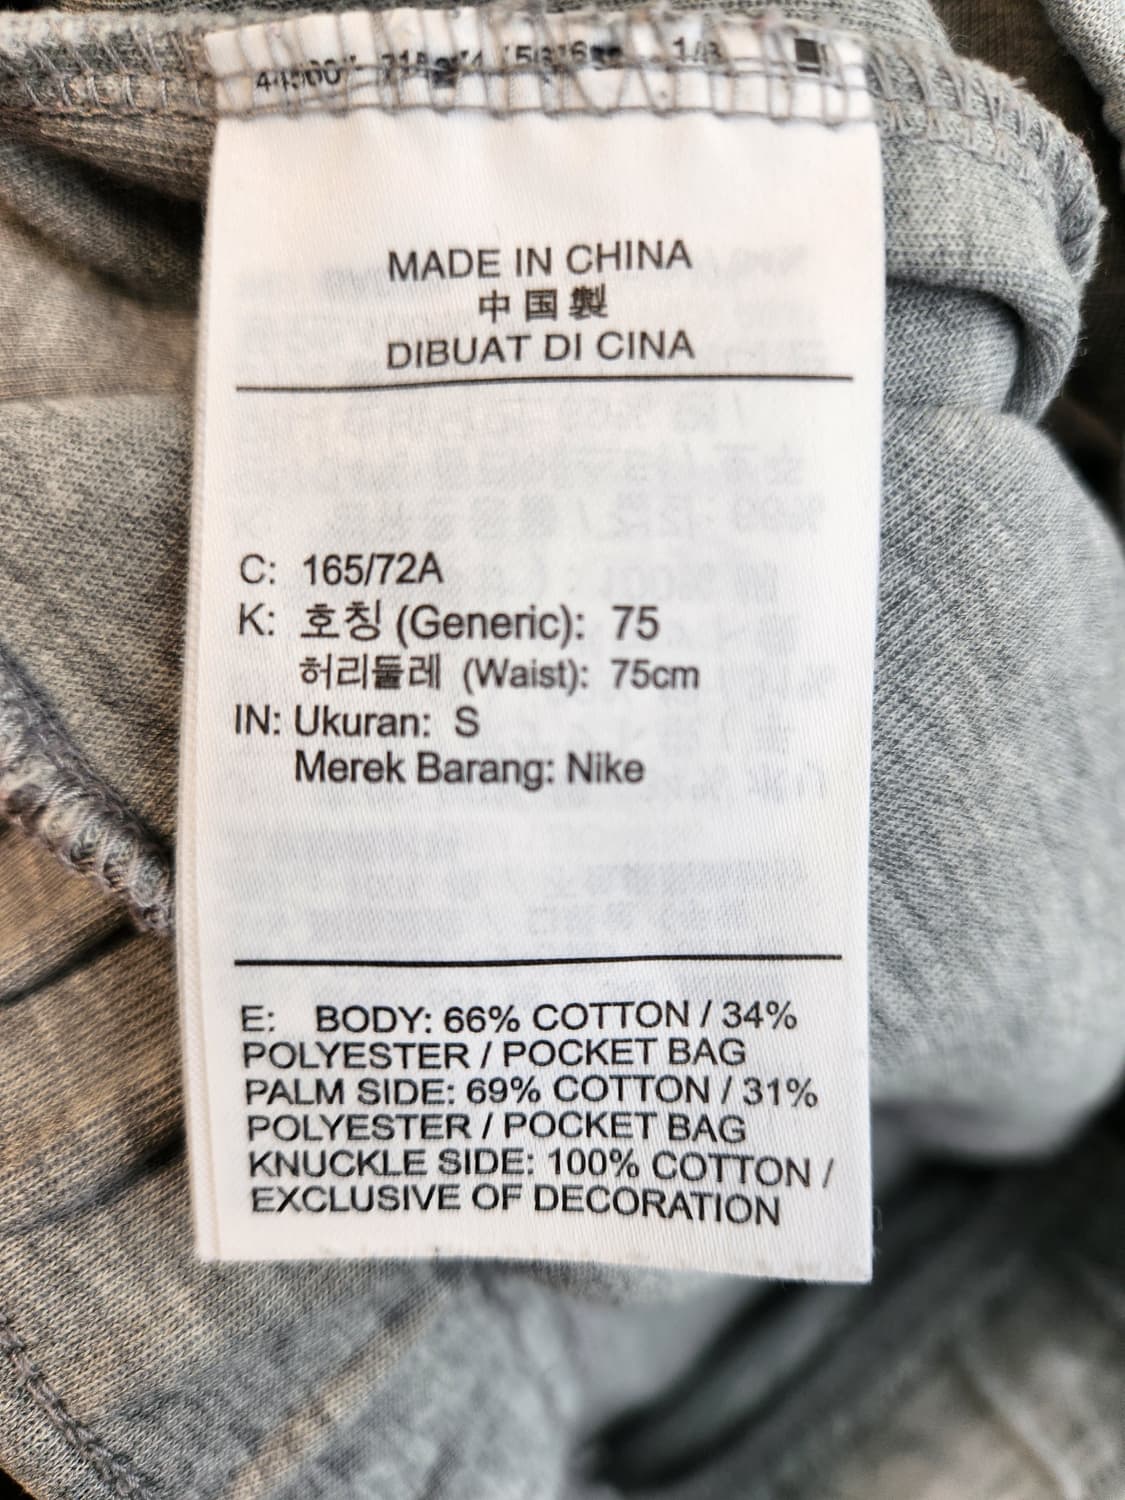 MADE IN CHINA
中国製
DIBUAT DI CINA
C: 165/72A
K: 호칭 (Generic): 75
허리둘레 (Waist): 75cm
IN: Ukuran: S
Merek Barang: Nike
E: BODY: 66% COTTON / 34%
POLYESTER / POCKET BAG
PALM SIDE: 69% COTTON / 31%
POLYESTER / POCKET BAG
KNUCKLE SIDE: 100% COTTON /
EXCLUSIVE OF DECORATION